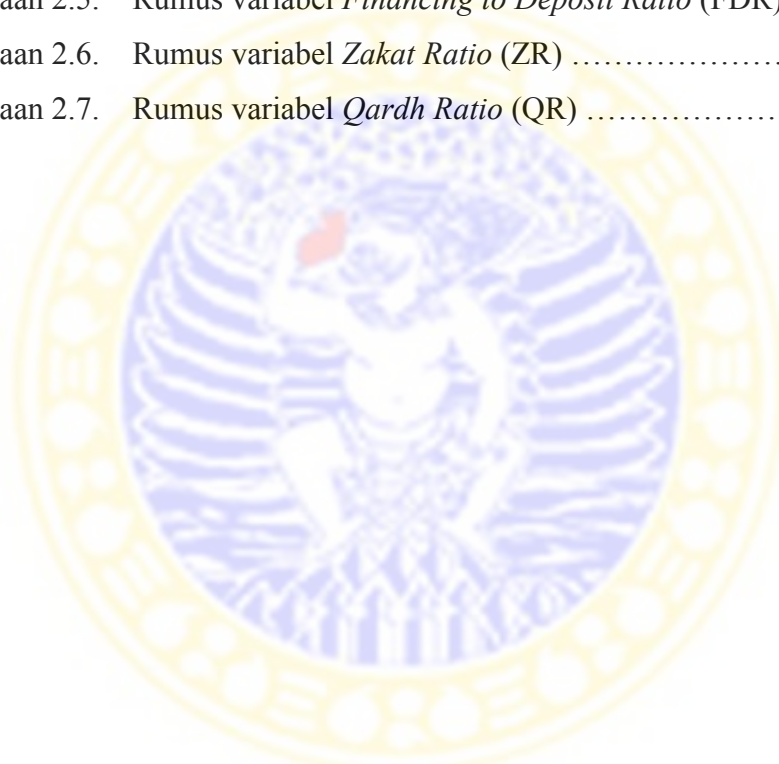 aan 2.5. Rumus variabel Financing to Deposit Ratio (FDR)
aan 2.6. Rumus variabel Zakat Ratio (ZR) …………………
aan 2.7. Rumus variabel Qardh Ratio (QR) ………………